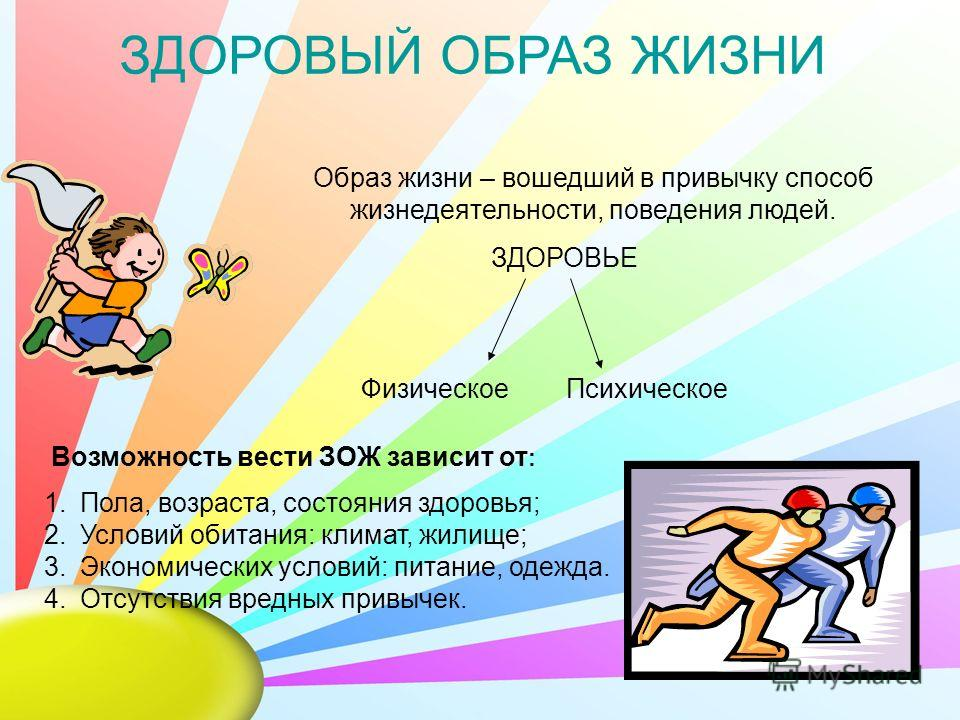 ЗДОРОВЫЙ ОБРАЗ ЖИЗНИ
Образ жизни – вошедший в привычку способ
жизнедеятельности, поведения людей.
ЗДОРОВЬЕ
Физическое Психическое
Возможность вести ЗОЖ зависит от:
1. Пола, возраста, состояния здоровья;
2. Условий обитания: климат, жилище;
3. Экономических условий: питание, одежда.
4. Отсутствия вредных привычек.
MyShared